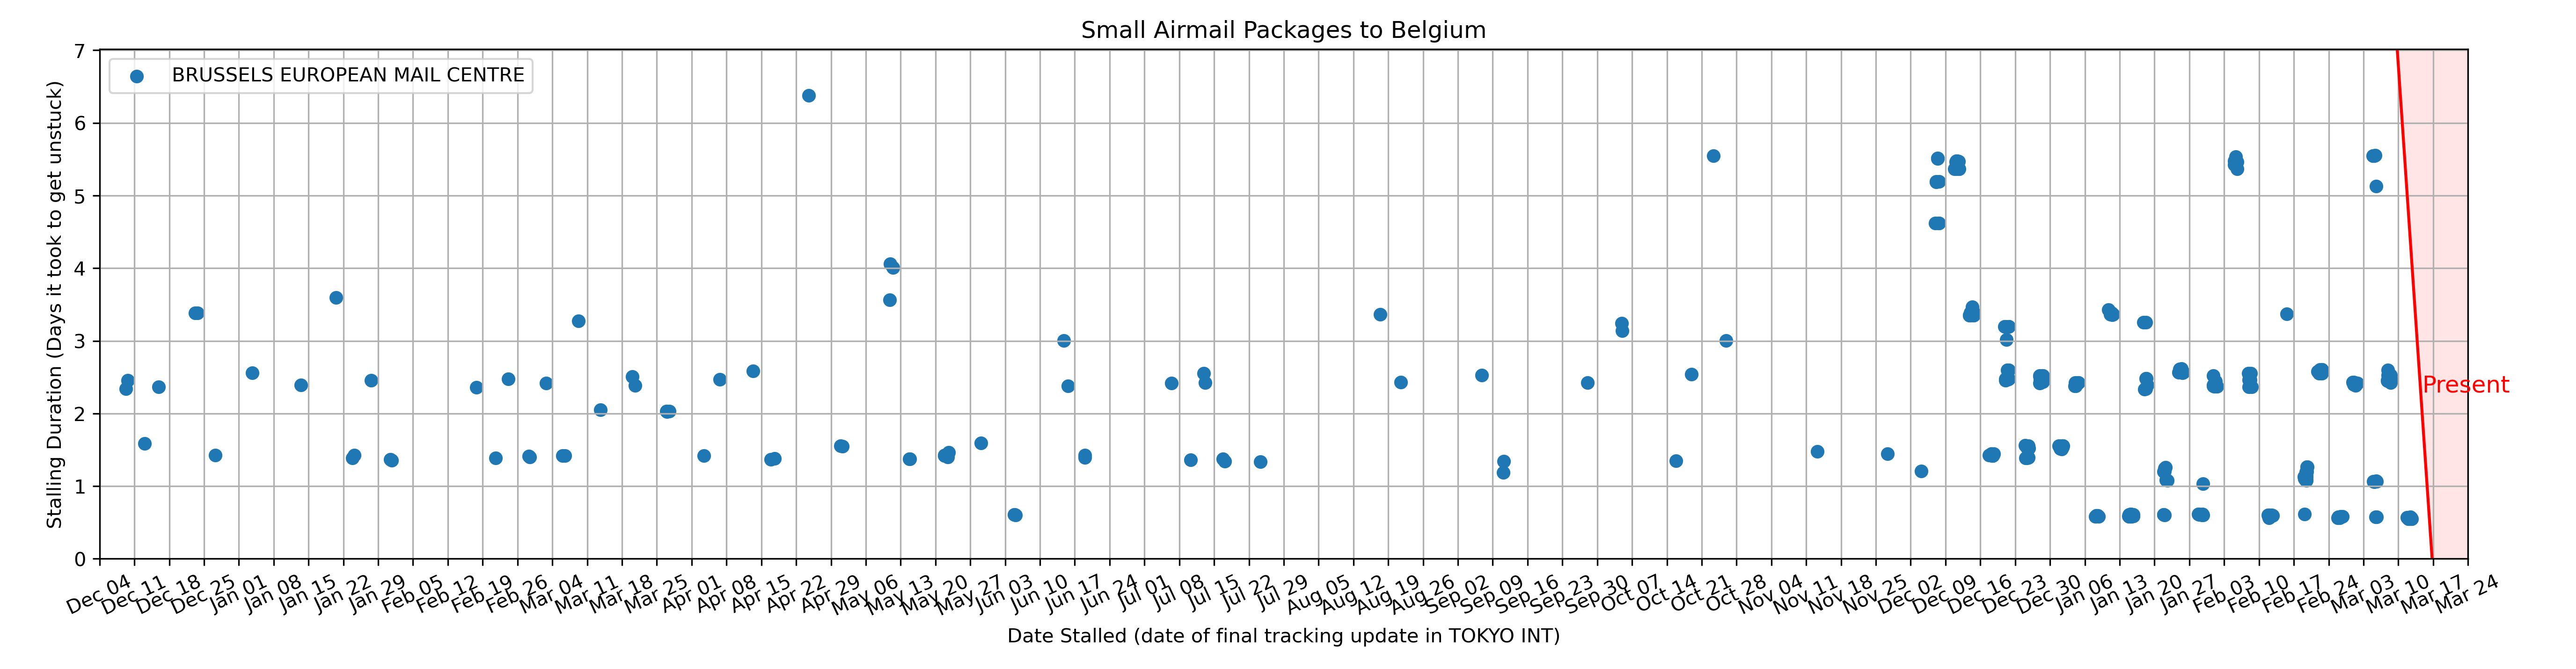 Small Airmail Packages to Belgium
BRUSSELS EUROPEAN MAIL CENTRE
Stalling Duration (Days it took to get unstuck)
7
6
5
4
3
2
1
0
Present
Dec 04
Dec 11
Dec 18
Dec 25
Jan 01
Jan 08
Jan 15
Jan 22
Jan 29
Feb 05
Feb 12
Feb 19
Feb 26
Mar 04
Mar 11
Mar 18
Mar 25
Apr 01
Apr 08
Apr 15
Apr 22
Apr 29
May 06
May 13
May 20
May 27
Jun 03
Jun 10
Jun 17
Jun 24
Jul 01
Jul 08
Jul 15
Jul 22
Jul 29
Aug 05
Aug 12
Aug 19
Aug 26
Sep 02
Sep 09
Sep 16
Sep 23
Sep 30
Oct 07
Oct 14
Oct 21
Oct 28
Nov 04
Nov 11
Nov 18
Nov 25
Dec 02
Dec 09
Dec 16
Dec 23
Dec 30
Jan 06
Jan 13
Jan 20
Jan 27
Feb 03
Feb 10
Feb 17
Feb 24
Mar 03
Mar 10
Mar 17
Mar 24
Date Stalled (date of final tracking update in TOKYO INT)